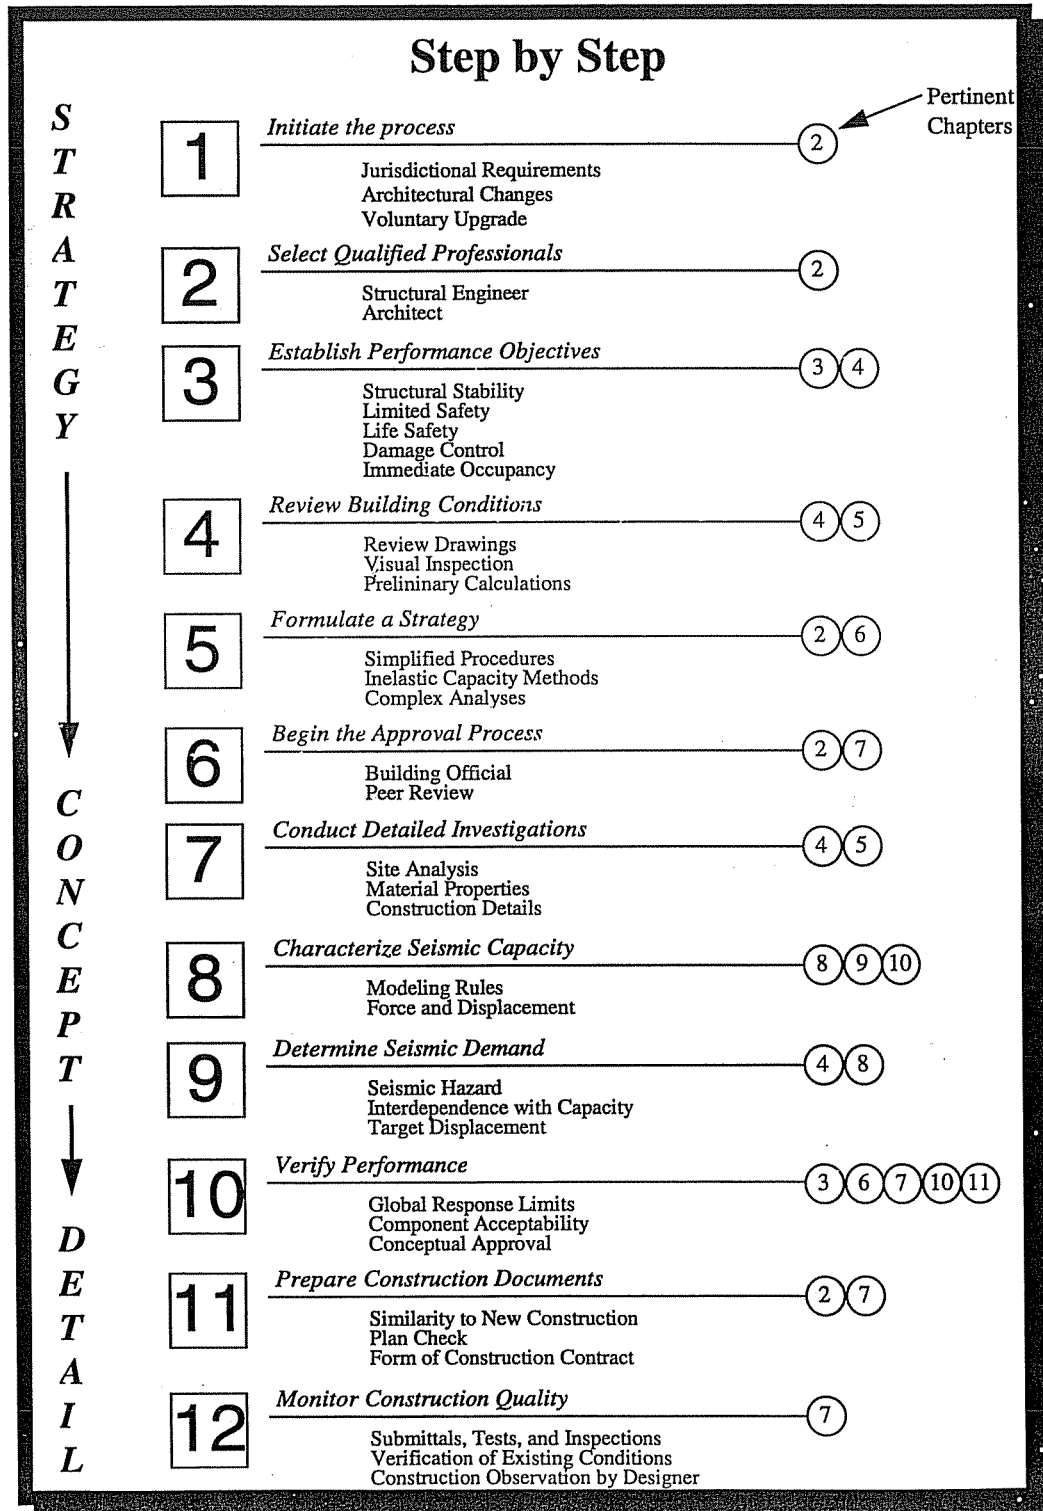 Step by Step
Pertinent
Chapters
STRATEGY
1 Initiate the process 2
Jurisdictional Requirements
Architectural Changes
Voluntary Upgrade
2 Select Qualified Professionals 2
Structural Engineer
Architect
3 Establish Performance Objectives 3 4
Structural Stability
Limited Safety
Life Safety
Damage Control
Immediate Occupancy
4 Review Building Conditions 4 5
Review Drawings
Visual Inspection
Prelininary Calculations
5 Formulate a Strategy 2 6
Simplified Procedures
Inelastic Capacity Methods
Complex Analyses
CONCEPT
6 Begin the Approval Process 2 7
Building Official
Peer Review
7 Conduct Detailed Investigations 4 5
Site Analysis
Material Properties
Construction Details
8 Characterize Seismic Capacity 8 9 10
Modeling Rules
Force and Displacement
9 Determine Seismic Demand 4 8
Seismic Hazard
Interdependence with Capacity
Target Displacement
DETAIL
10 Verify Performance 3 6 7 10 11
Global Response Limits
Component Acceptability
Conceptual Approval
11 Prepare Construction Documents 2 7
Similarity to New Construction
Plan Check
Form of Construction Contract
12 Monitor Construction Quality 7
Submittals, Tests, and Inspections
Verification of Existing Conditions
Construction Observation by Designer